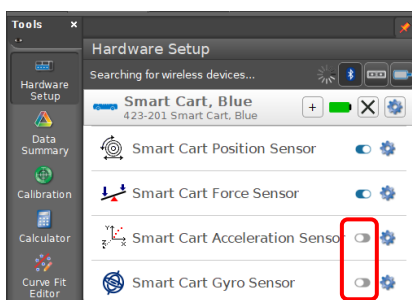 Tools ×
Hardware Setup
Searching for wireless devices...
Hardware
Setup
Smart Cart, Blue
423-201 Smart Cart, Blue
+
X
Data
Summary
Smart Cart Position Sensor
Calibration
Smart Cart Force Sensor
Calculator
Smart Cart Acceleration Sensor
Y
X
Z
Curve Fit
Editor
Smart Cart Gyro Sensor